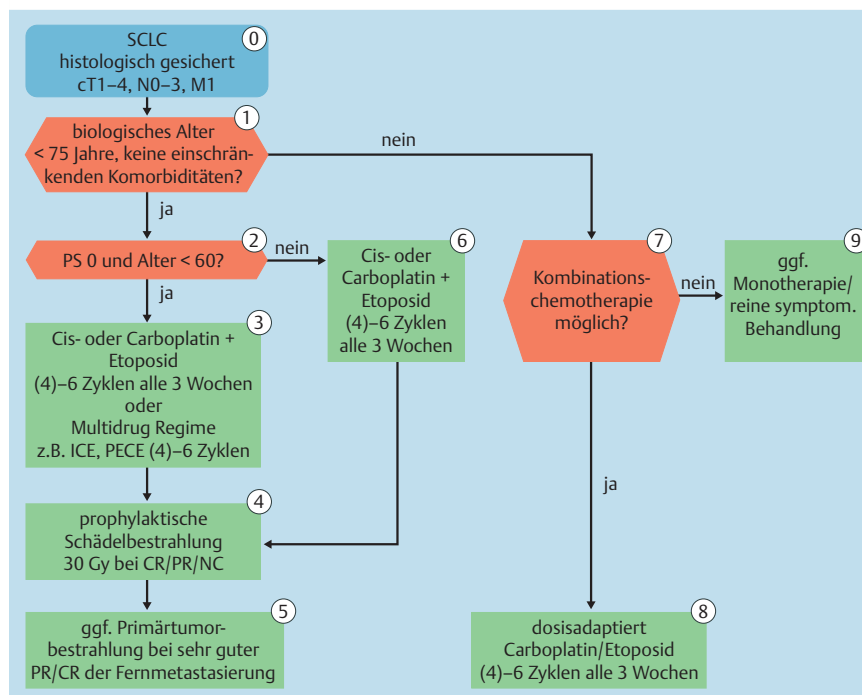 0
SCLC
histologisch gesichert
cT1–4, N0–3, M1
1
biologisches Alter
< 75 Jahre, keine einschrän-
kenden Komorbiditäten?
nein
ja
2
PS 0 und Alter < 60?
nein
ja
6
Cis- oder
Carboplatin +
Etoposid
(4)–6 Zyklen
alle 3 Wochen
7
Kombinations-
chemotherapie
möglich?
nein
ja
9
ggf.
Monotherapie/
reine symptom.
Behandlung
3
Cis- oder Carboplatin +
Etoposid
(4)–6 Zyklen alle 3 Wochen
oder
Multidrug Regime
z.B. ICE, PECE (4)–6 Zyklen
4
prophylaktische
Schädelbestrahlung
30 Gy bei CR/PR/NC
5
ggf. Primärtumor-
bestrahlung bei sehr guter
PR/CR der Fernmetastasierung
8
dosisadaptiert
Carboplatin/Etoposid
(4)–6 Zyklen alle 3 Wochen